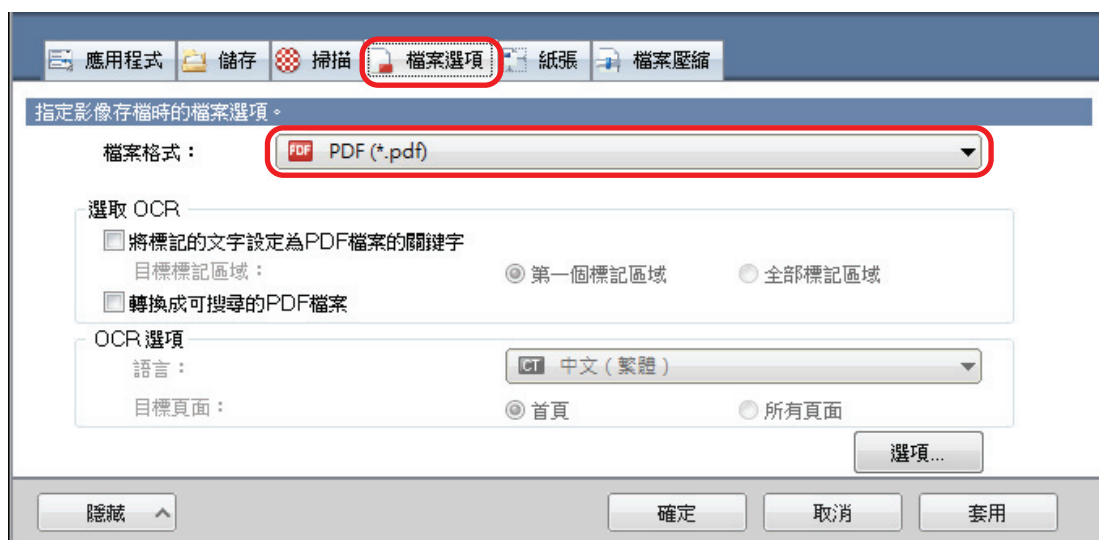 應用程式 儲存 掃描 檔案選項 紙張 檔案壓縮
指定影像存檔時的檔案選項。
檔案格式： PDF PDF (*.pdf)
選取 OCR
將標記的文字設定為PDF檔案的關鍵字
目標標記區域： 第一個標記區域 全部標記區域
轉換成可搜尋的PDF檔案
OCR 選項
語言： CT 中文 ( 繁體 )
目標頁面： 首頁 所有頁面
選項...
隱藏 確定 取消 套用